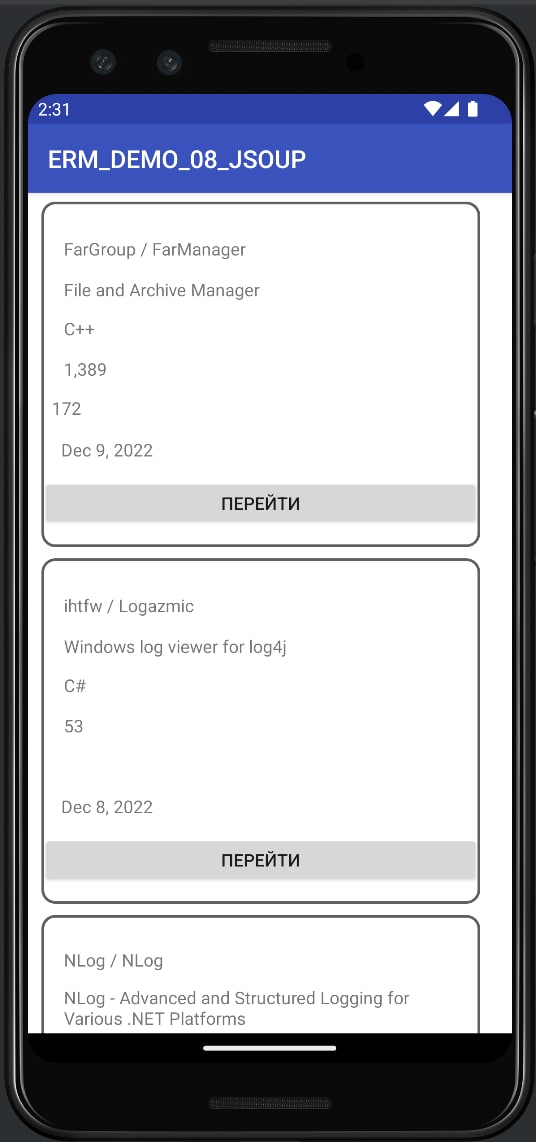 2:31
ERM_DEMO_08_JSOUP
FarGroup / FarManager
File and Archive Manager
C++
1,389
172
Dec 9, 2022
ПЕРЕЙТИ
ihtfw / Logazmic
Windows log viewer for log4j
C#
53
Dec 8, 2022
ПЕРЕЙТИ
NLog / NLog
NLog - Advanced and Structured Logging for
Various .NET Platforms